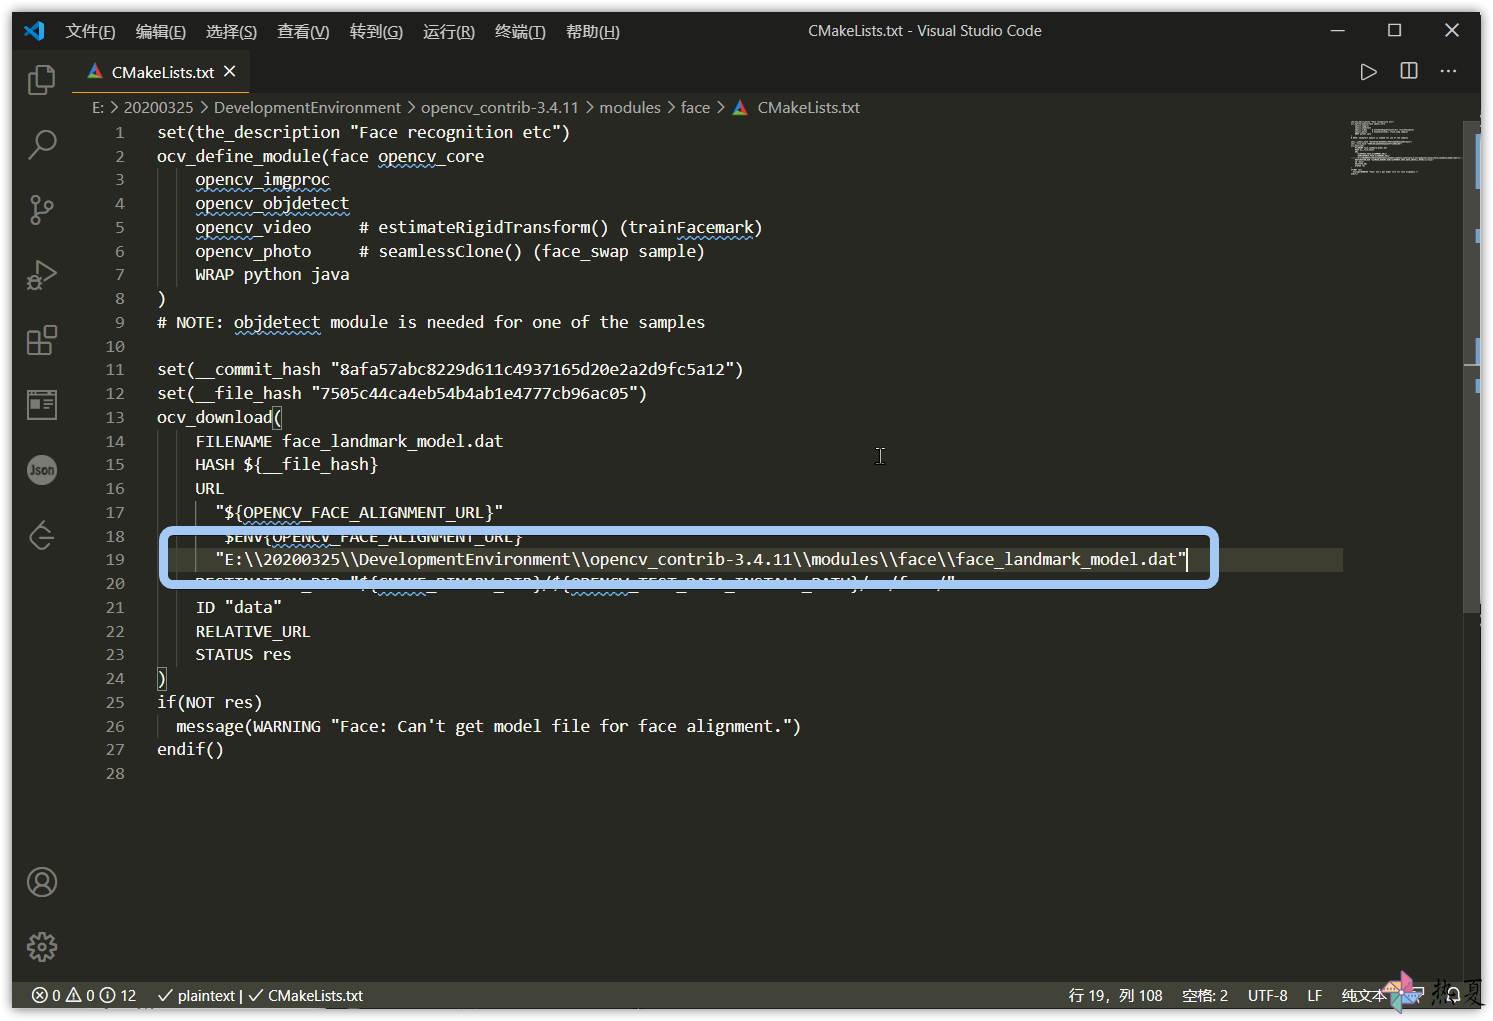 文件(F) 编辑(E) 选择(S) 查看(V) 转到(G) 运行(R) 终端(T) 帮助(H) CMakeLists.txt - Visual Studio Code
CMakeLists.txt
E: > 20200325 > DevelopmentEnvironment > opencv_contrib-3.4.11 > modules > face > CMakeLists.txt
1 set(the_description "Face recognition etc")
2 ocv_define_module(face opencv_core
3 opencv_imgproc
4 opencv_objdetect
5 opencv_video # estimateRigidTransform() (trainFacemark)
6 opencv_photo # seamlessClone() (face_swap sample)
7 WRAP python java
8 )
9 # NOTE: objdetect module is needed for one of the samples
10
11 set(__commit_hash "8afa57abc8229d611c4937165d20e2a2d9fc5a12")
12 set(__file_hash "7505c44ca4eb54b4ab1e4777cb96ac05")
13 ocv_download(
14 FILENAME face_landmark_model.dat
15 HASH ${__file_hash}
16 URL
17 "${OPENCV_FACE_ALIGNMENT_URL}"
18 $ENV{OPENCV_FACE_ALIGNMENT_URL}
19 "E:\\20200325\\DevelopmentEnvironment\\opencv_contrib-3.4.11\\modules\\face\\face_landmark_model.dat"
20 DESTINATION_DIR "${CMAKE_BINARY_DIR}/${OPENCV_TEST_DATA_INSTALL_PATH}/cv/face/"
21 ID "data"
22 RELATIVE_URL
23 STATUS res
24 )
25 if(NOT res)
26 message(WARNING "Face: Can't get model file for face alignment.")
27 endif()
28
Json
0 0 12 plaintext | CMakeLists.txt 行 19，列 108 空格: 2 UTF-8 LF 纯文本 热夏